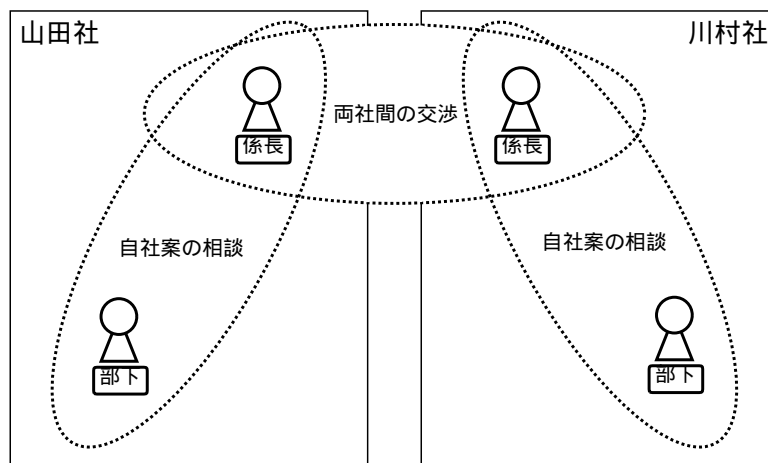 山田社
川村社
両社間の交渉
係長
係長
自社案の相談
自社案の相談
部下
部下